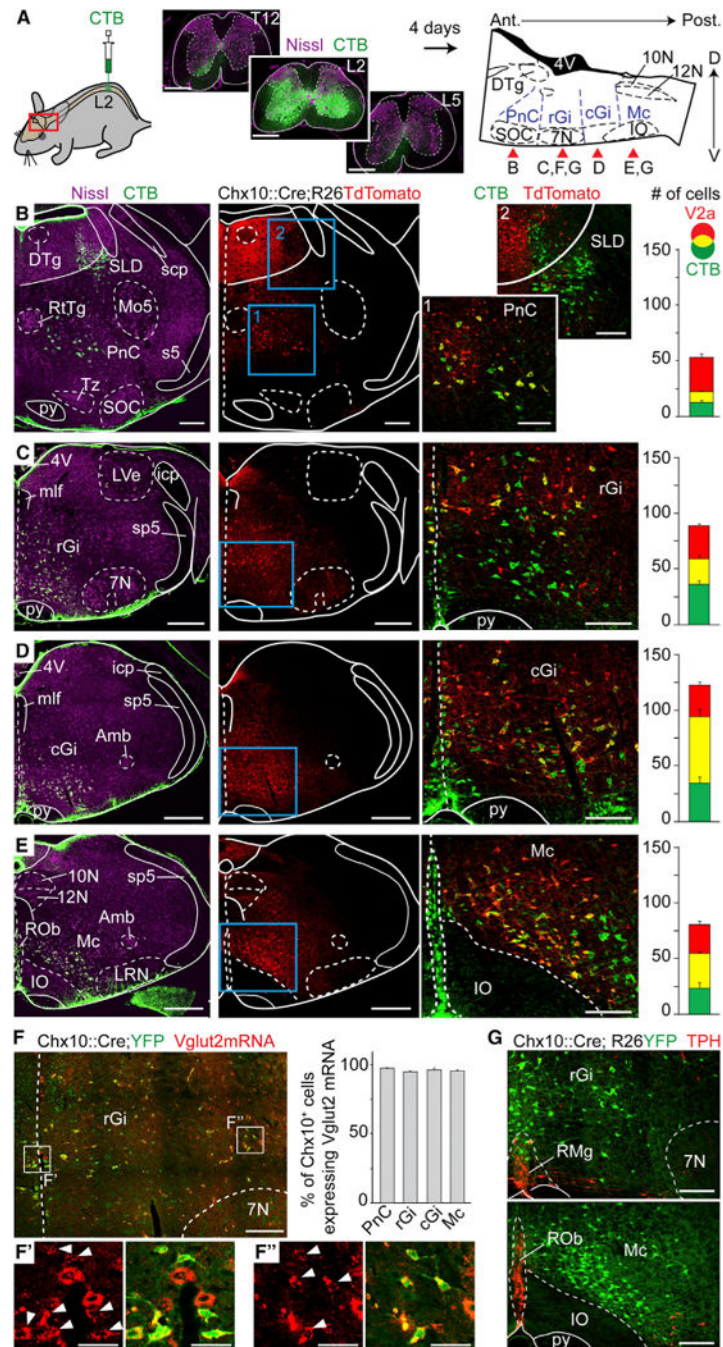 A
CTB
L2
T12
Nissl CTB
L2
L5
4 days
Ant. Post.
4V
10N
12N
DTg
PnC rGi cGi Mc
SOC 7N IO
B C,F,G D E,G
D
V
Nissl CTB
Chx10::Cre;R26TdTomato
CTB TdTomato
# of cells
V2a
CTB
B
DTg
SLD
scp
RtTg
Mo5
PnC
s5
Tz
py
SOC
2
1
2
SLD
1
PnC
150
100
50
0
C
4V
LVe
icp
mlf
sp5
rGi
7N
py
rGi
py
150
100
50
0
D
4V
icp
mlf
sp5
Amb
cGi
py
cGi
py
150
100
50
0
E
10N
sp5
12N
ROb
Amb
Mc
IO
LRN
Mc
IO
150
100
50
0
F
Chx10::Cre;YFP Vglut2mRNA
rGi
F''
F'
7N
% of Chx10+ cells
expressing Vglut2 mRNA
100
50
0
PnC
rGi
cGi
Mc
F'
F''
G
Chx10::Cre; R26YFP TPH
rGi
RMg
7N
ROb
Mc
IO
py